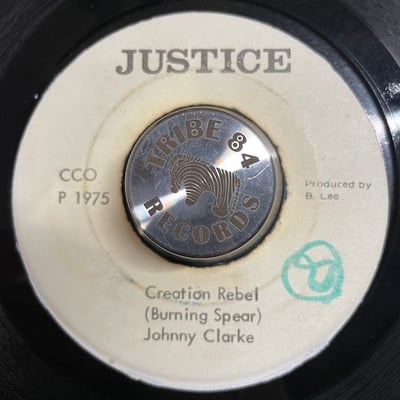 JUSTICE
TRIBE 84
RECORDS
CCO
P 1975
Produced by
B. Lee
Creation Rebel
(Burning Spear)
Johnny Clarke